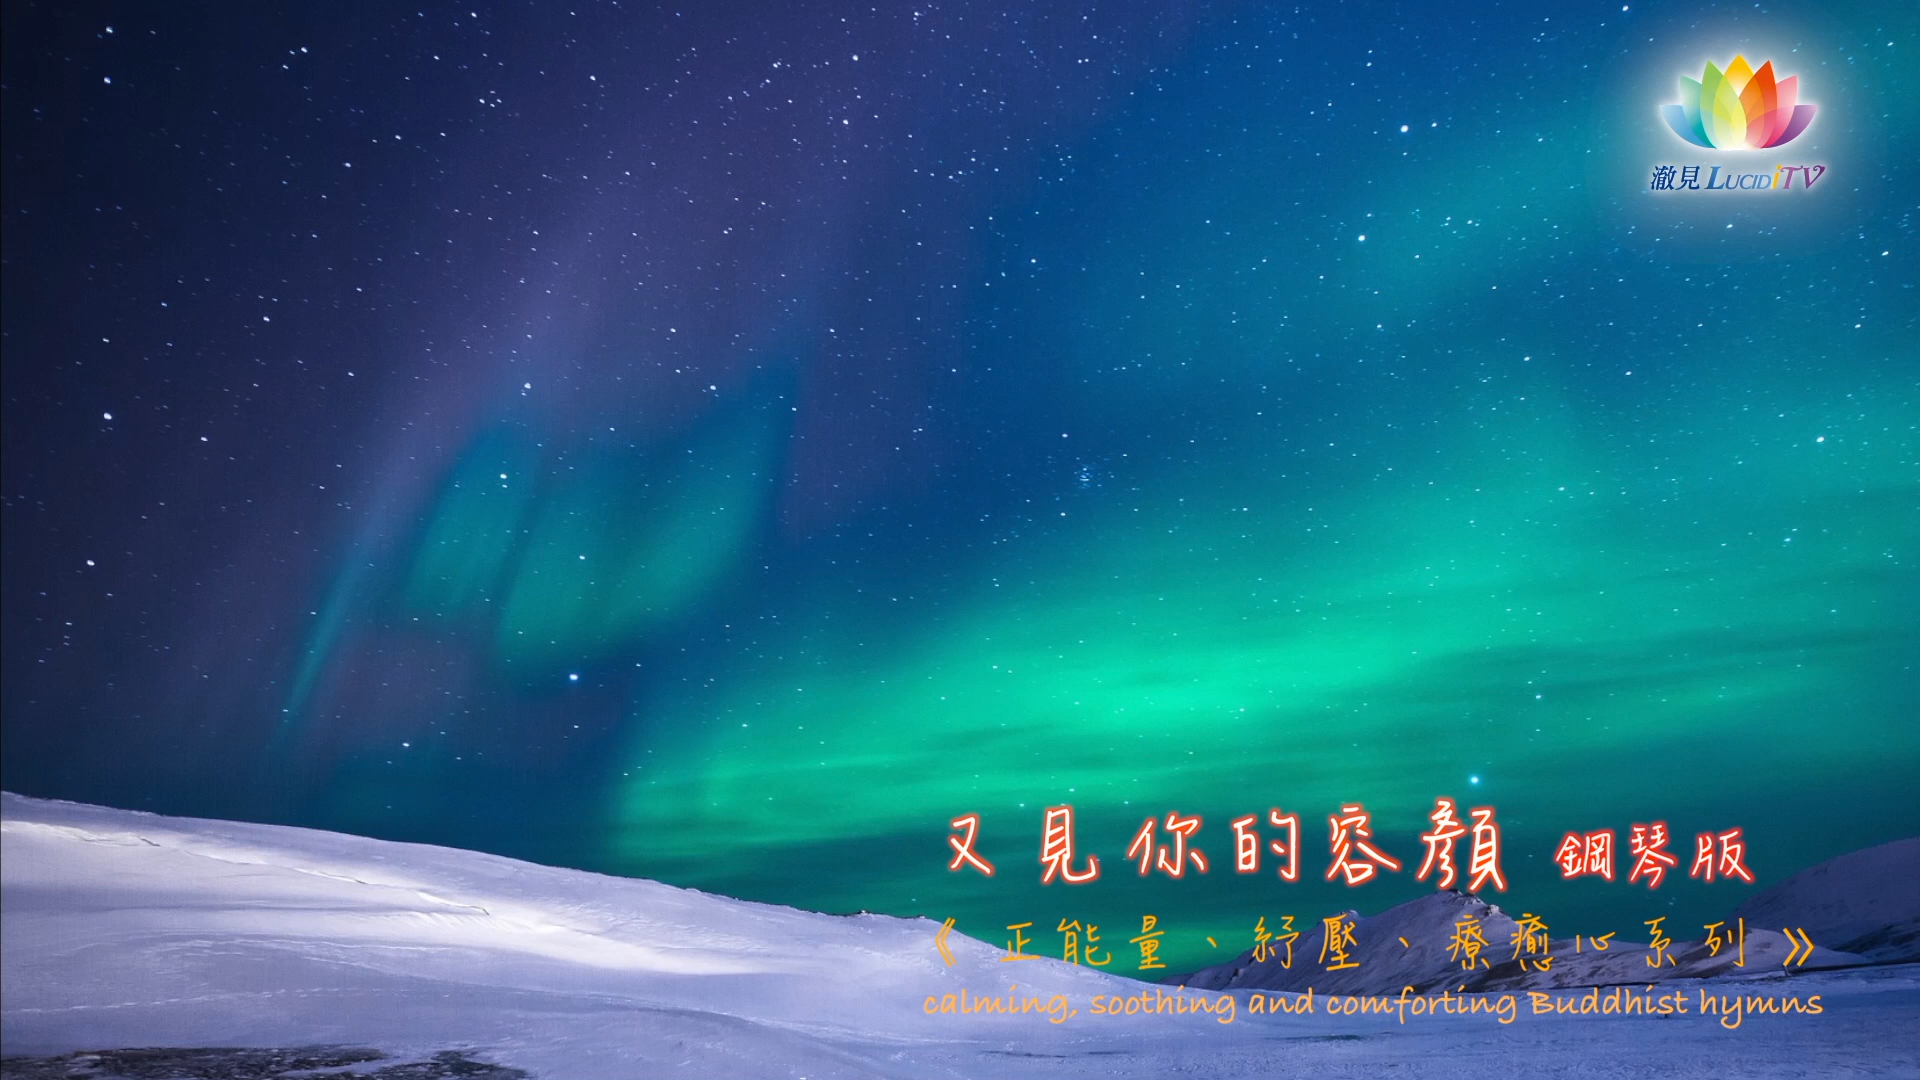 澈見 LUCIDiTV
又見你的容顏 鋼琴版
《正能量、紓壓、療癒心系列》
calming, soothing and comforting Buddhist hymns